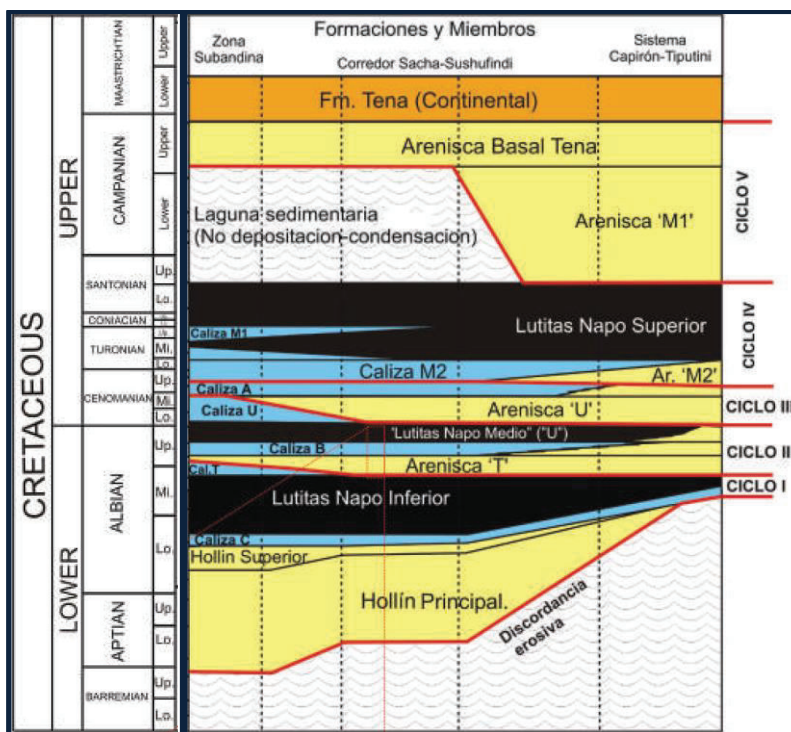 Formaciones y Miembros
Zona
Subandina
Corredor Sacha-Sushufindi
Sistema
Capirón-Tiputini
CRETACEOUS
UPPER
LOWER
MAASTRICHTIAN
CAMPANIAN
SANTONIAN
CONIACIAN
TURONIAN
CENOMANIAN
ALBIAN
APTIAN
BARREMIAN
Upper
Lower
Upper
Lower
Up.
Lo.
Mi.
Lo.
Up.
Mi.
Lo.
Up.
Mi.
Lo.
Up.
Lo.
Up.
Lo.
Fm. Tena (Continental)
Arenisca Basal Tena
Laguna sedimentaria
(No depositacion-condensacion)
Arenisca 'M1'
Lutitas Napo Superior
Caliza M1
Caliza M2
Ar. 'M2'
Caliza A
Caliza U
Arenisca 'U'
'Lutitas Napo Medio" ("U")
Caliza B
Cal.T
Arenisca 'T'
Lutitas Napo Inferior
Caliza C
Hollin Superior
Hollín Principal.
Discordancia
erosiva
CICLO V
CICLO IV
CICLO III
CICLO II
CICLO I